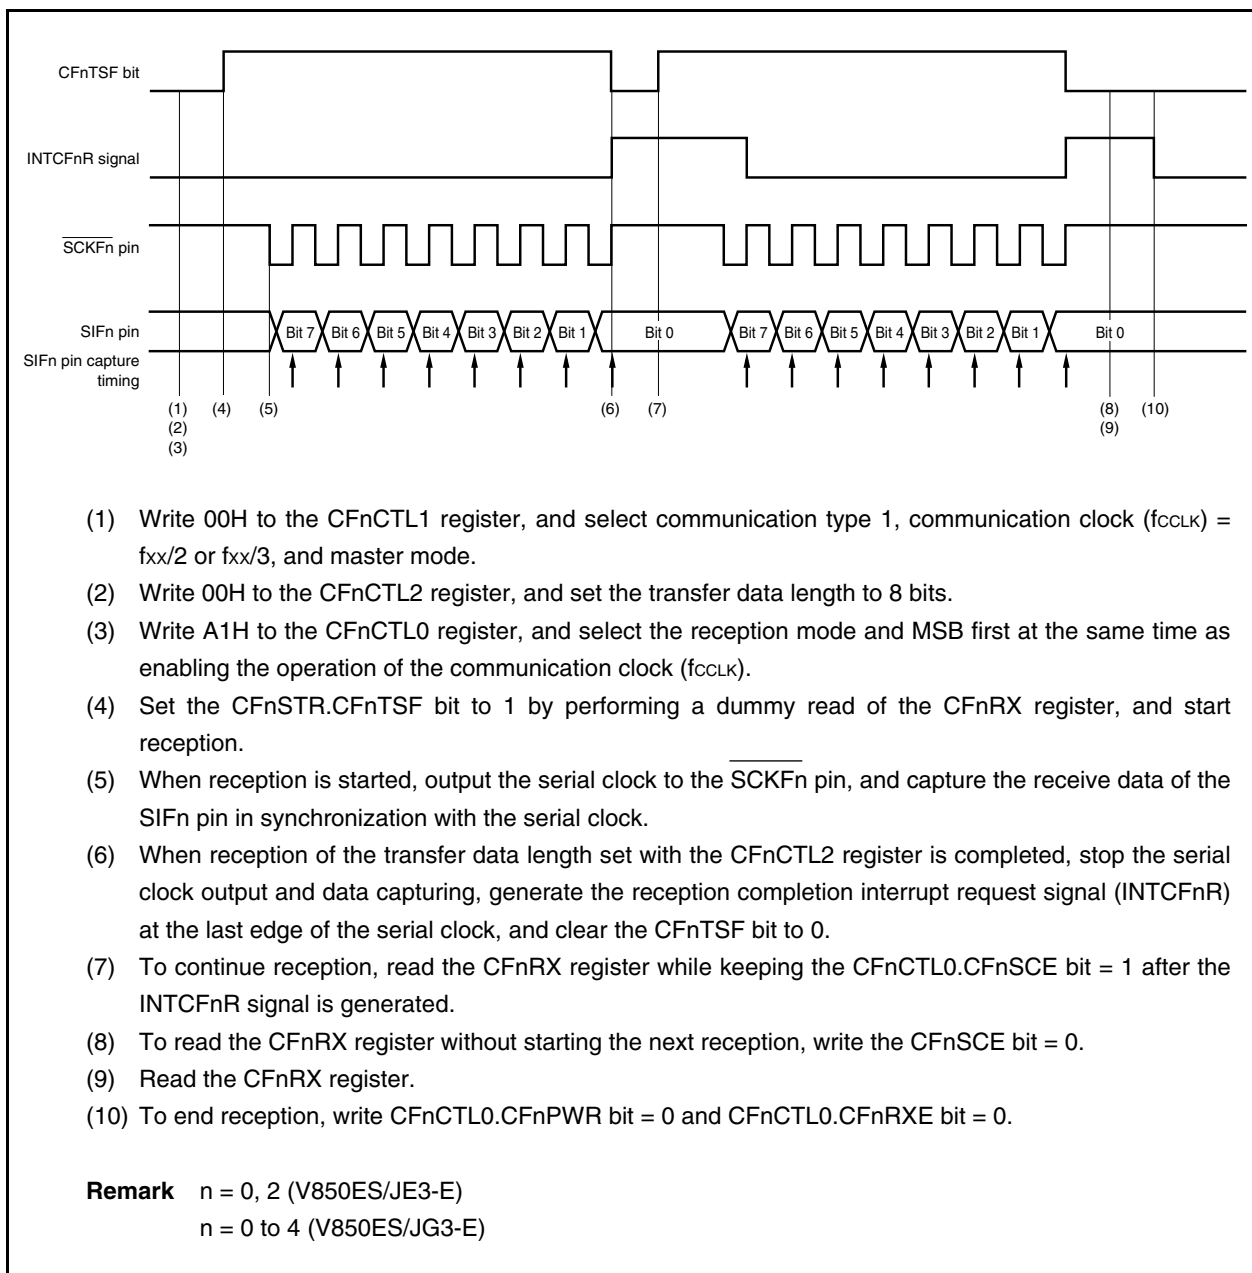 CFnTSF bit
INTCFnR signal
SCKFn pin
SIFn pin
Bit 7 Bit 6 Bit 5 Bit 4 Bit 3 Bit 2 Bit 1 Bit 0 Bit 7 Bit 6 Bit 5 Bit 4 Bit 3 Bit 2 Bit 1 Bit 0
SIFn pin capture
timing
(1) (4) (5) (6) (7) (8) (10)
(2) (9)
(3)
(1) Write 00H to the CFnCTL1 register, and select communication type 1, communication clock (fCCLK) =
fxx/2 or fxx/3, and master mode.
(2) Write 00H to the CFnCTL2 register, and set the transfer data length to 8 bits.
(3) Write A1H to the CFnCTL0 register, and select the reception mode and MSB first at the same time as
enabling the operation of the communication clock (fCCLK).
(4) Set the CFnSTR.CFnTSF bit to 1 by performing a dummy read of the CFnRX register, and start
reception.
(5) When reception is started, output the serial clock to the SCKFn pin, and capture the receive data of the
SIFn pin in synchronization with the serial clock.
(6) When reception of the transfer data length set with the CFnCTL2 register is completed, stop the serial
clock output and data capturing, generate the reception completion interrupt request signal (INTCFnR)
at the last edge of the serial clock, and clear the CFnTSF bit to 0.
(7) To continue reception, read the CFnRX register while keeping the CFnCTL0.CFnSCE bit = 1 after the
INTCFnR signal is generated.
(8) To read the CFnRX register without starting the next reception, write the CFnSCE bit = 0.
(9) Read the CFnRX register.
(10) To end reception, write CFnCTL0.CFnPWR bit = 0 and CFnCTL0.CFnRXE bit = 0.
Remark n = 0, 2 (V850ES/JE3-E)
n = 0 to 4 (V850ES/JG3-E)